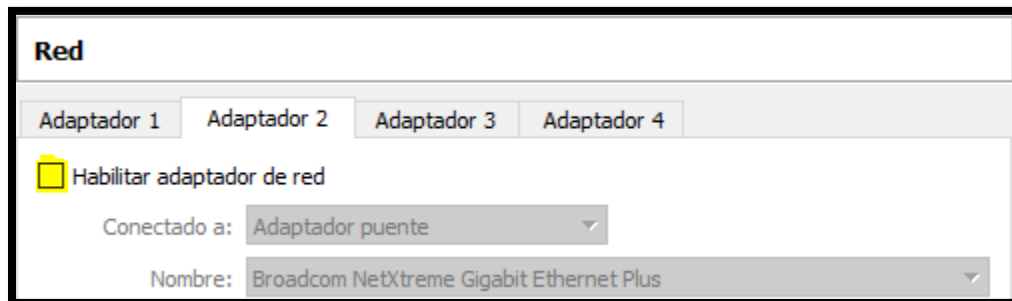 Red
Adaptador 1 Adaptador 2 Adaptador 3 Adaptador 4
Habilitar adaptador de red
Conectado a: Adaptador puente
Nombre: Broadcom NetXtreme Gigabit Ethernet Plus